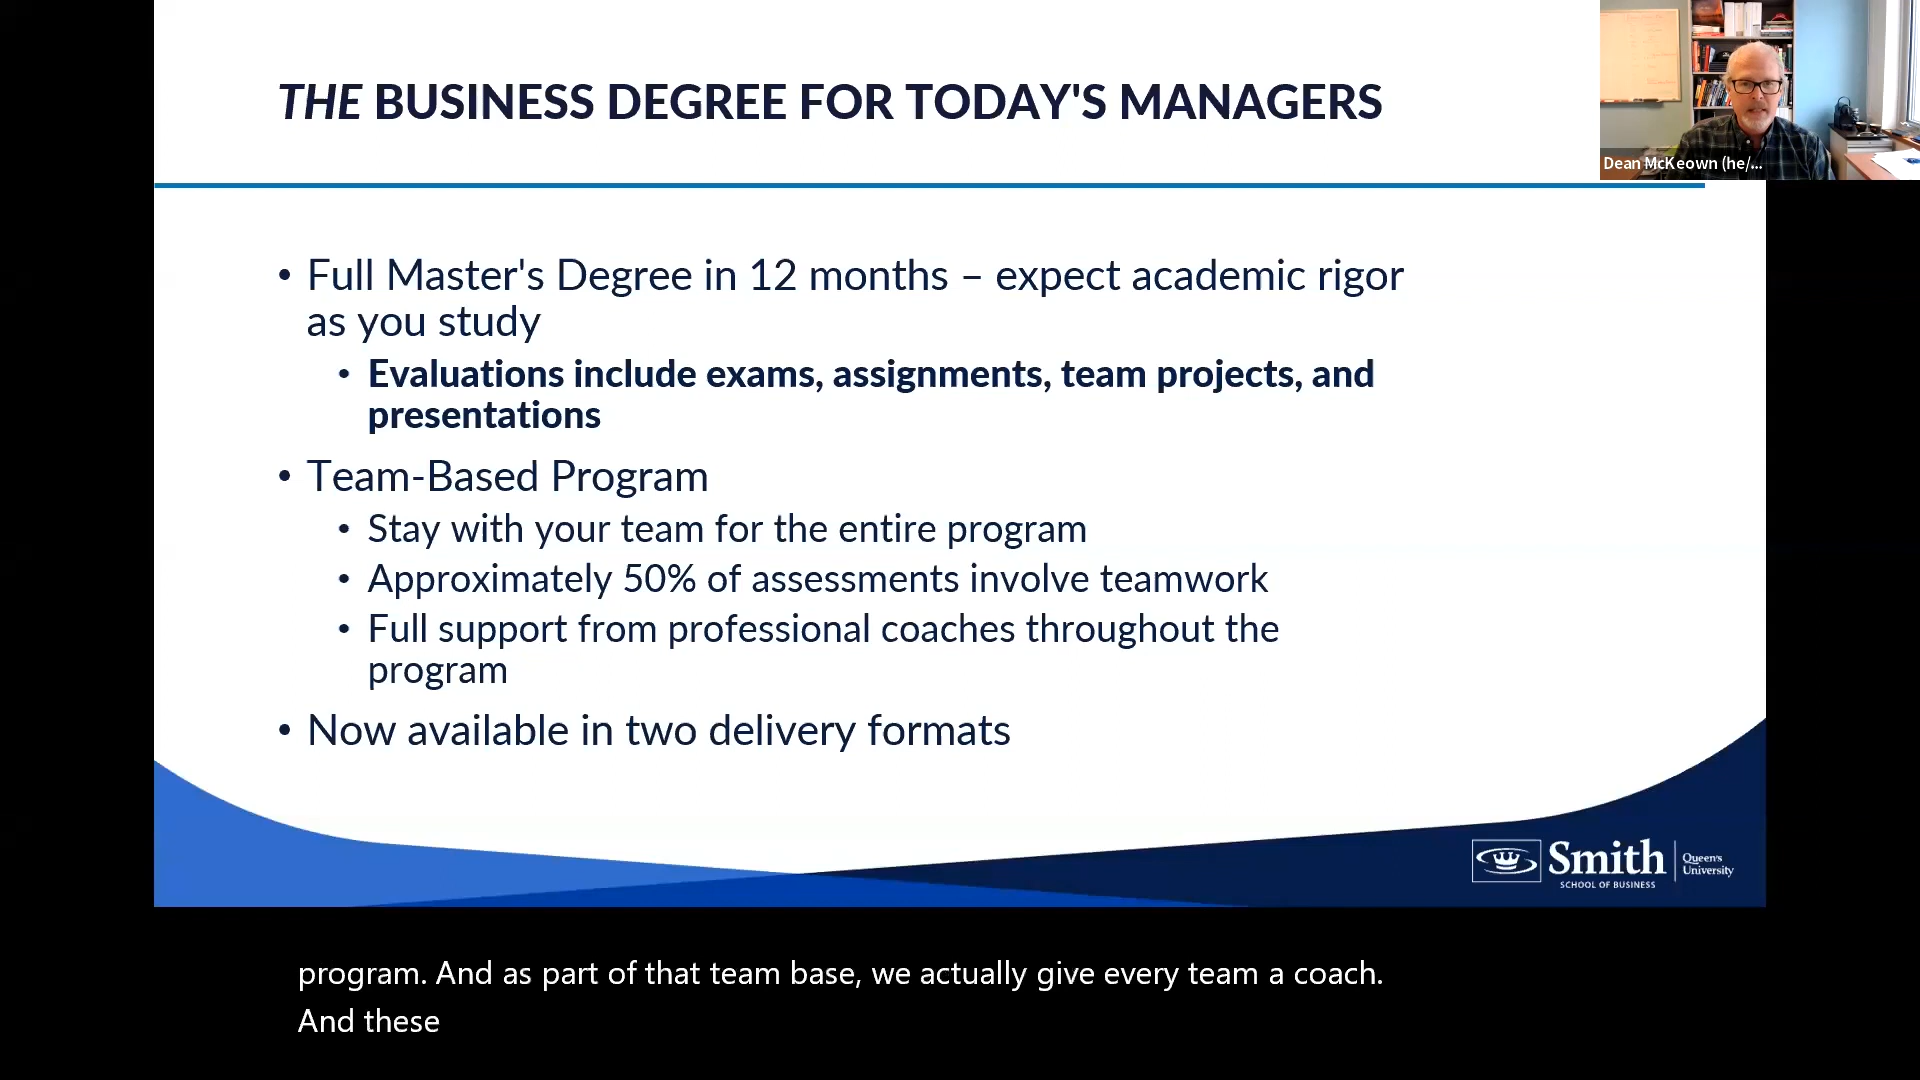 THE BUSINESS DEGREE FOR TODAY'S MANAGERS
Dean McKeown (he/...
• Full Master's Degree in 12 months – expect academic rigor
as you study
• Evaluations include exams, assignments, team projects, and
presentations
• Team-Based Program
• Stay with your team for the entire program
• Approximately 50% of assessments involve teamwork
• Full support from professional coaches throughout the
program
• Now available in two delivery formats
Smith
SCHOOL OF BUSINESS
Queen's
University
program. And as part of that team base, we actually give every team a coach.
And these